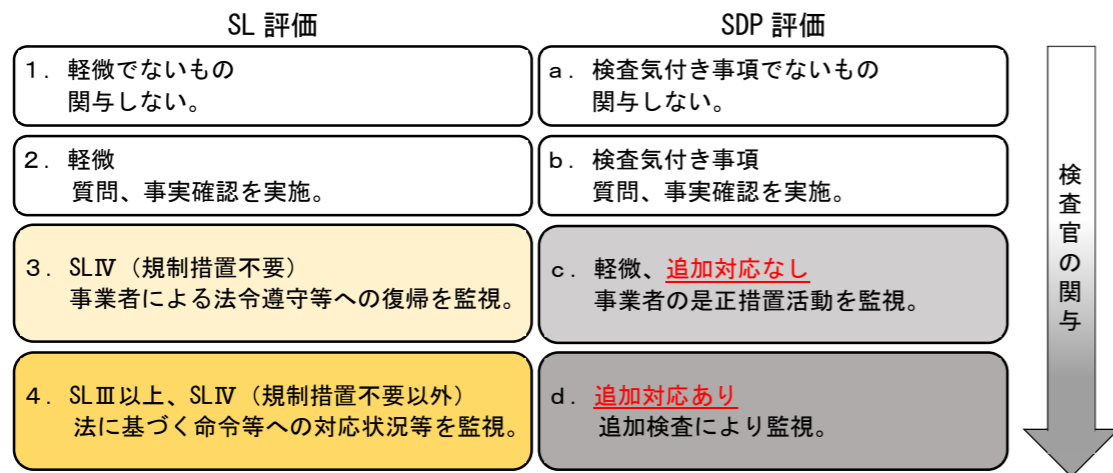 SL 評価
１．軽微でないもの
関与しない。
２．軽微
質問、事実確認を実施。
３．SLⅣ（規制措置不要）
事業者による法令遵守等への復帰を監視。
４．SLⅢ以上、SLⅣ（規制措置不要以外）
法に基づく命令等への対応状況等を監視。
SDP 評価
ａ．検査気付き事項でないもの
関与しない。
ｂ．検査気付き事項
質問、事実確認を実施。
ｃ．軽微、追加対応なし
事業者の是正措置活動を監視。
ｄ．追加対応あり
追加検査により監視。
検査官の関与